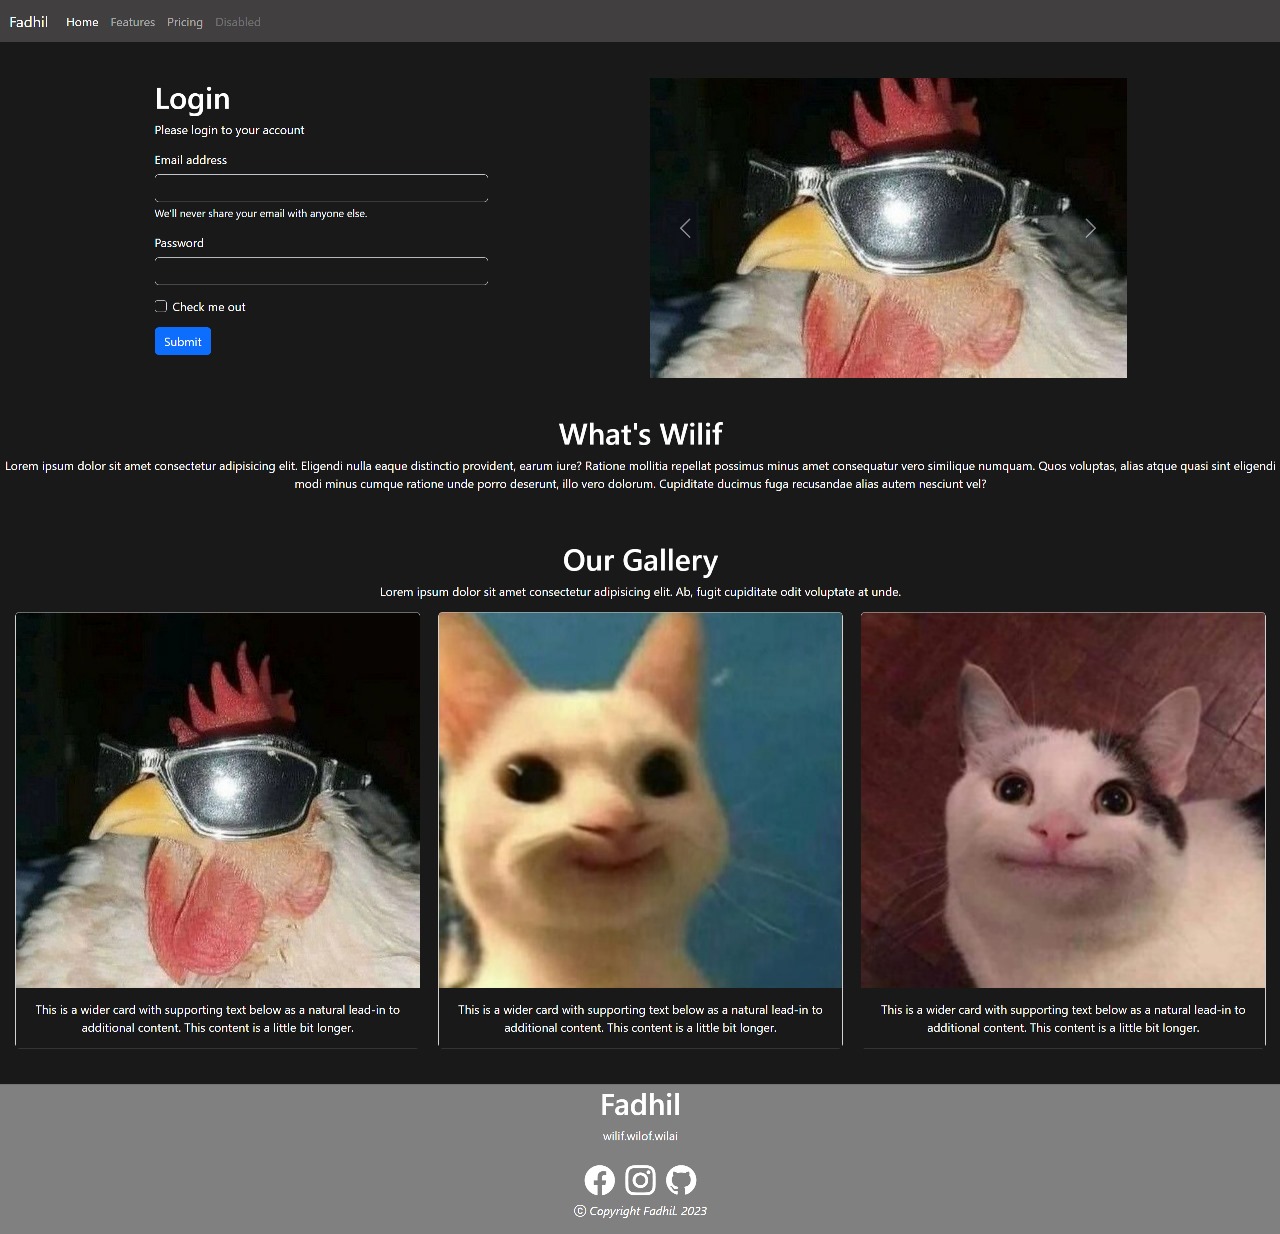 Fadhil Home Features Pricing Disabled
Login
Please login to your account
Email address
We'll never share your email with anyone else.
Password
Check me out
Submit
What's Wilif
Lorem ipsum dolor sit amet consectetur adipisicing elit. Eligendi nulla eaque distinctio provident, earum iure? Ratione mollitia repellat possimus minus amet consequatur vero similique numquam. Quos voluptas, alias atque quasi sint eligendi
modi minus cumque ratione unde porro deserunt, illo vero dolorum. Cupiditate ducimus fuga recusandae alias autem nesciunt vel?
Our Gallery
Lorem ipsum dolor sit amet consectetur adipisicing elit. Ab, fugit cupiditate odit voluptate at unde.
This is a wider card with supporting text below as a natural lead-in to
additional content. This content is a little bit longer.
This is a wider card with supporting text below as a natural lead-in to
additional content. This content is a little bit longer.
This is a wider card with supporting text below as a natural lead-in to
additional content. This content is a little bit longer.
Fadhil
wilif.wilof.wilai
© Copyright Fadhil. 2023